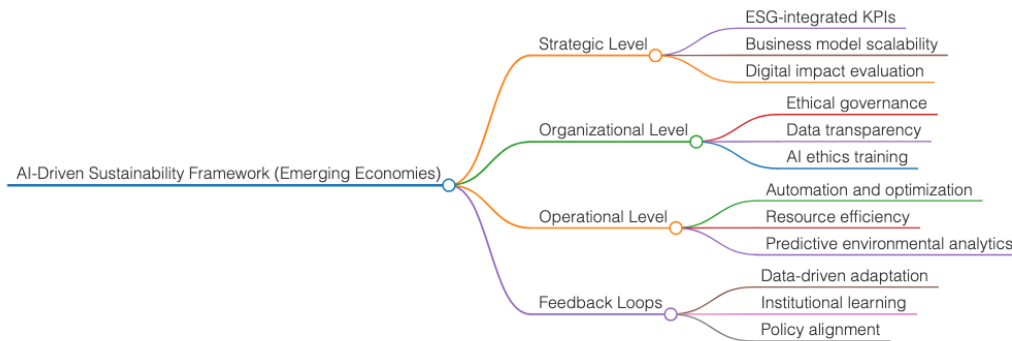 AI-Driven Sustainability Framework (Emerging Economies)
Strategic Level
ESG-integrated KPIs
Business model scalability
Digital impact evaluation
Organizational Level
Ethical governance
Data transparency
AI ethics training
Operational Level
Automation and optimization
Resource efficiency
Predictive environmental analytics
Feedback Loops
Data-driven adaptation
Institutional learning
Policy alignment